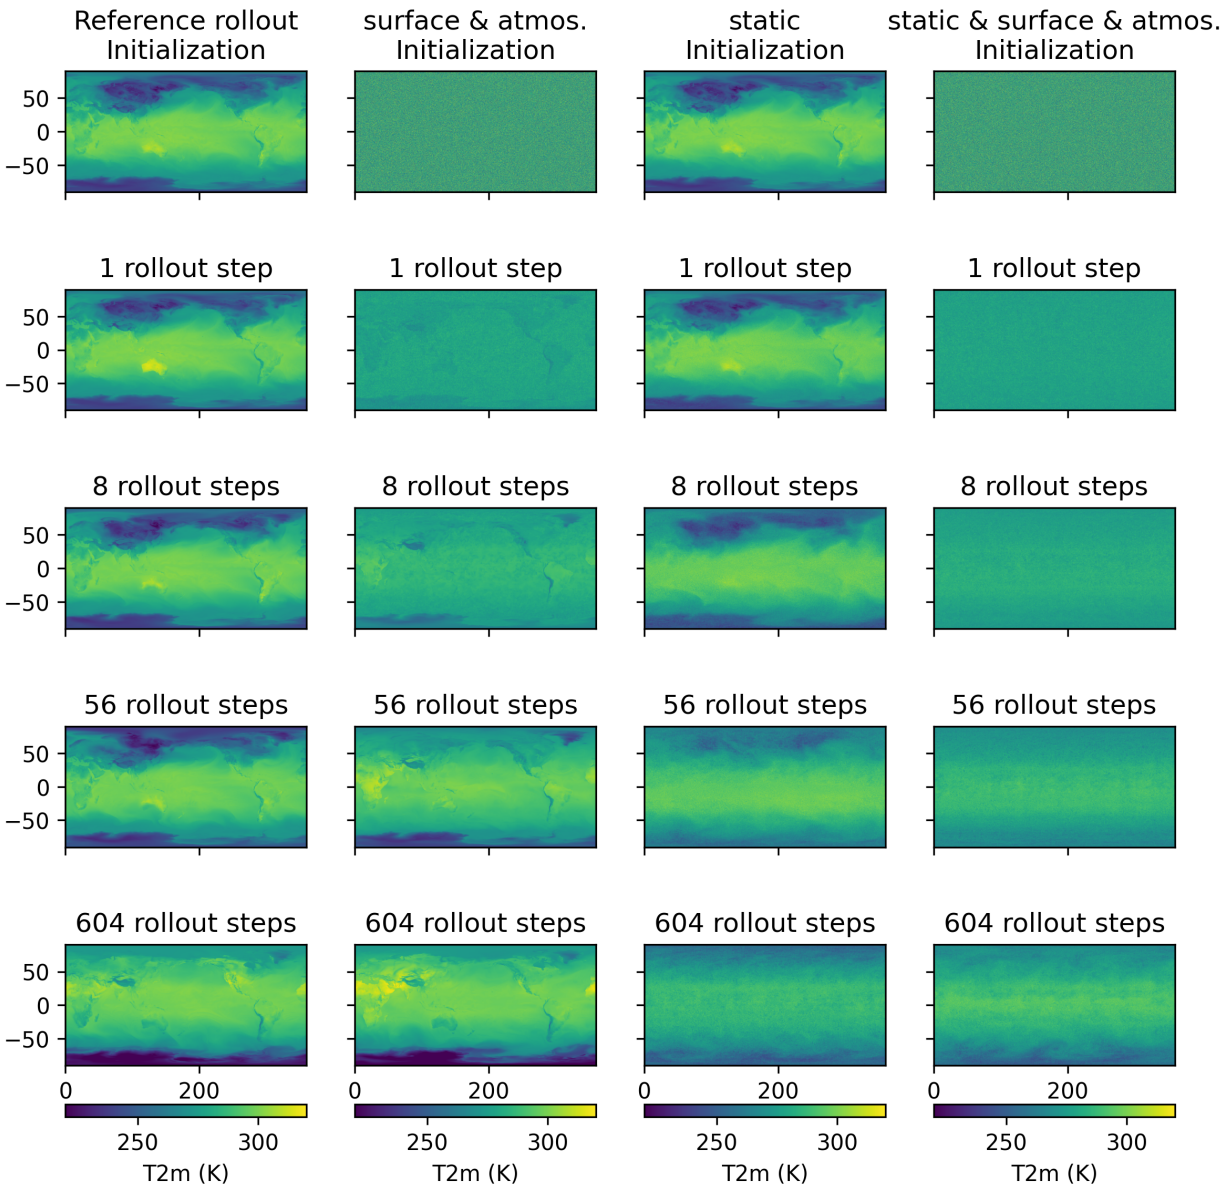 Reference rollout
Initialization
surface & atmos.
Initialization
static
Initialization
static & surface & atmos.
Initialization
50
0
−50
1 rollout step
1 rollout step
1 rollout step
1 rollout step
50
0
−50
8 rollout steps
8 rollout steps
8 rollout steps
8 rollout steps
50
0
−50
56 rollout steps
56 rollout steps
56 rollout steps
56 rollout steps
50
0
−50
604 rollout steps
604 rollout steps
604 rollout steps
604 rollout steps
50
0
−50
0 200
0 200
0 200
0 200
250 300
250 300
250 300
250 300
T2m (K)
T2m (K)
T2m (K)
T2m (K)